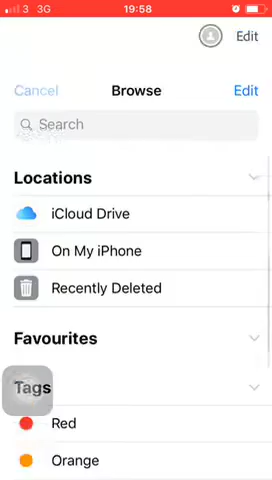 3 3G 19:58
Edit
Cancel Browse Edit
Search
Locations
iCloud Drive
On My iPhone
Recently Deleted
Favourites
Tags
Red
Orange